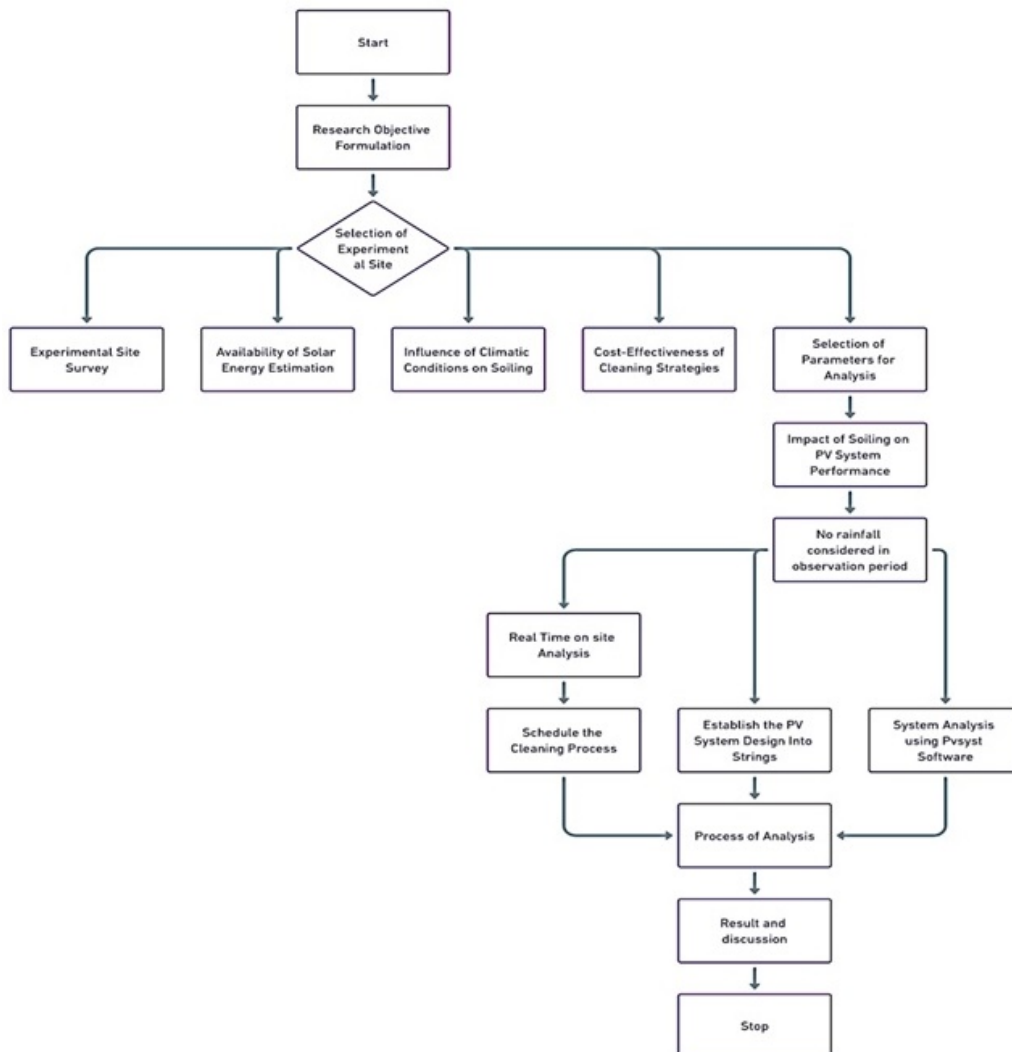 Start
Research Objective
Formulation
Selection of
Experiment
al Site
Experimental Site
Survey
Availability of Solar
Energy Estimation
Influence of Climatic
Conditions on Soiling
Cost-Effectiveness of
Cleaning Strategies
Selection of
Parameters for
Analysis
Impact of Soiling on
PV System
Performance
No rainfall
considered in
observation period
Real Time on site
Analysis
Schedule the
Cleaning Process
Establish the PV
System Design Into
Strings
System Analysis
using Pvsyst
Software
Process of Analysis
Result and
discussion
Stop